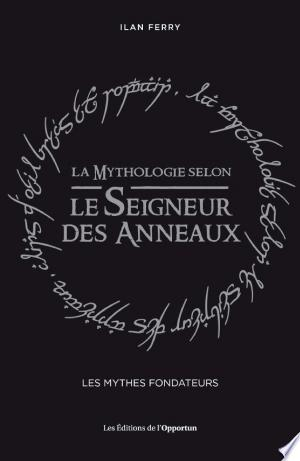 ILAN FERRY
LA MYTHOLOGIE SELON
LE SEIGNEUR
DES ANNEAUX
LES MYTHES FONDATEURS
Les Éditions de l'Opportun